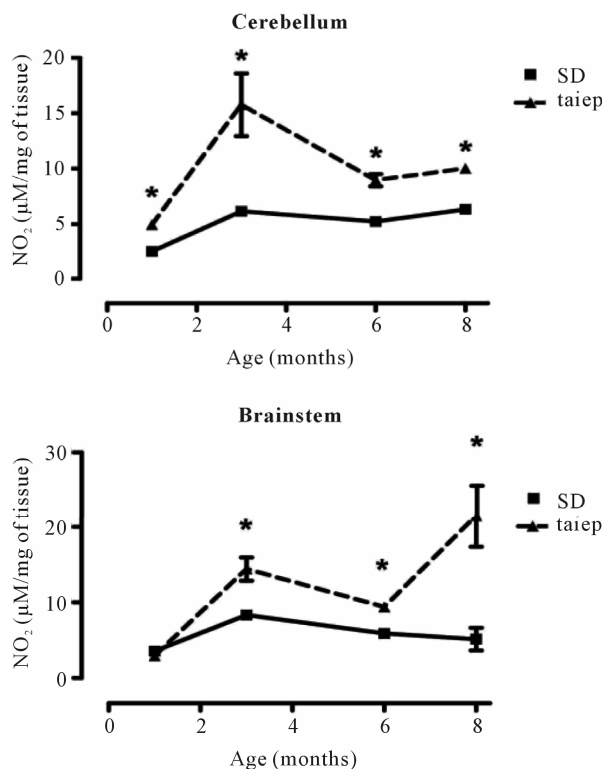 Cerebellum
NO2 (μM/mg of tissue)
20
15
10
5
0
*
*
*
*
SD
taiep
0 2 4 6 8
Age (months)
Brainstem
NO2 (μM/mg of tissue)
30
20
10
0
*
*
*
SD
taiep
0 2 4 6 8
Age (months)